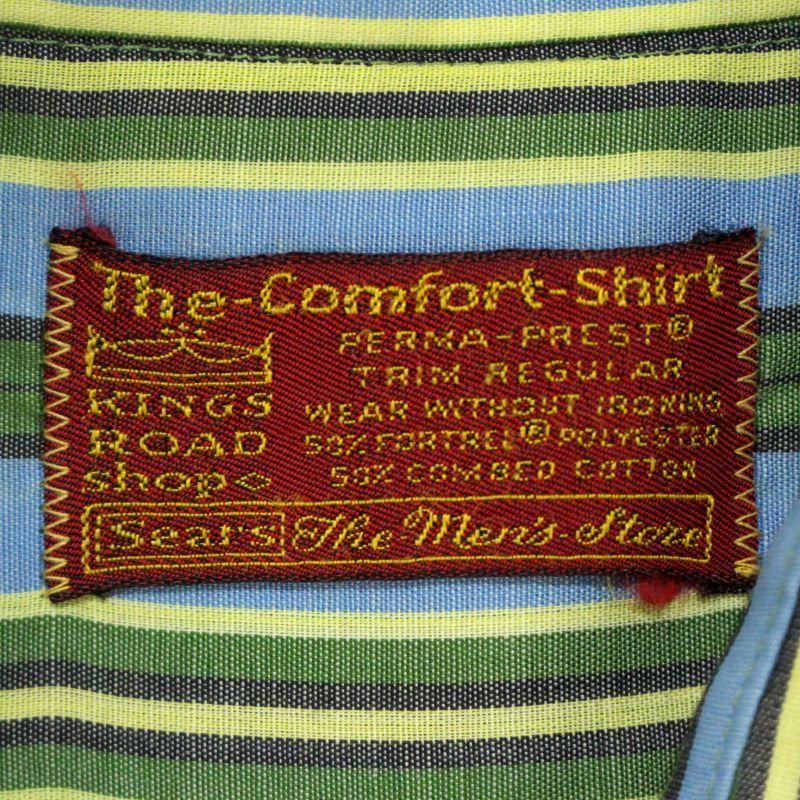 The-Comfort-Shirt
KINGS
ROAD
shop
PERMA-PREST®
TRIM REGULAR
WEAR WITHOUT IRONING
50% FORTREL® POLYESTER
50% COMBED COTTON
Sears The Men's-Store